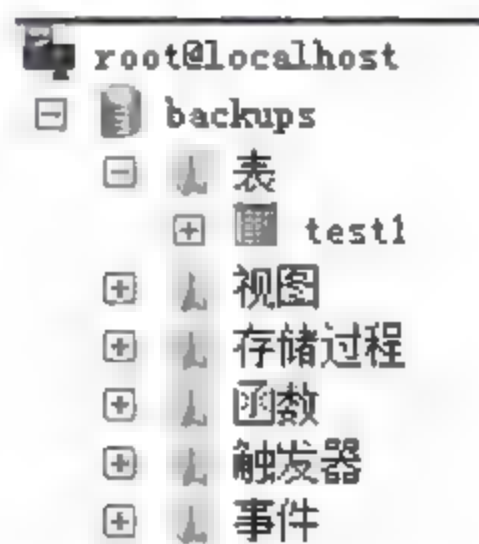 root@localhost
backups
表
test1
视图
存储过程
函数
触发器
事件